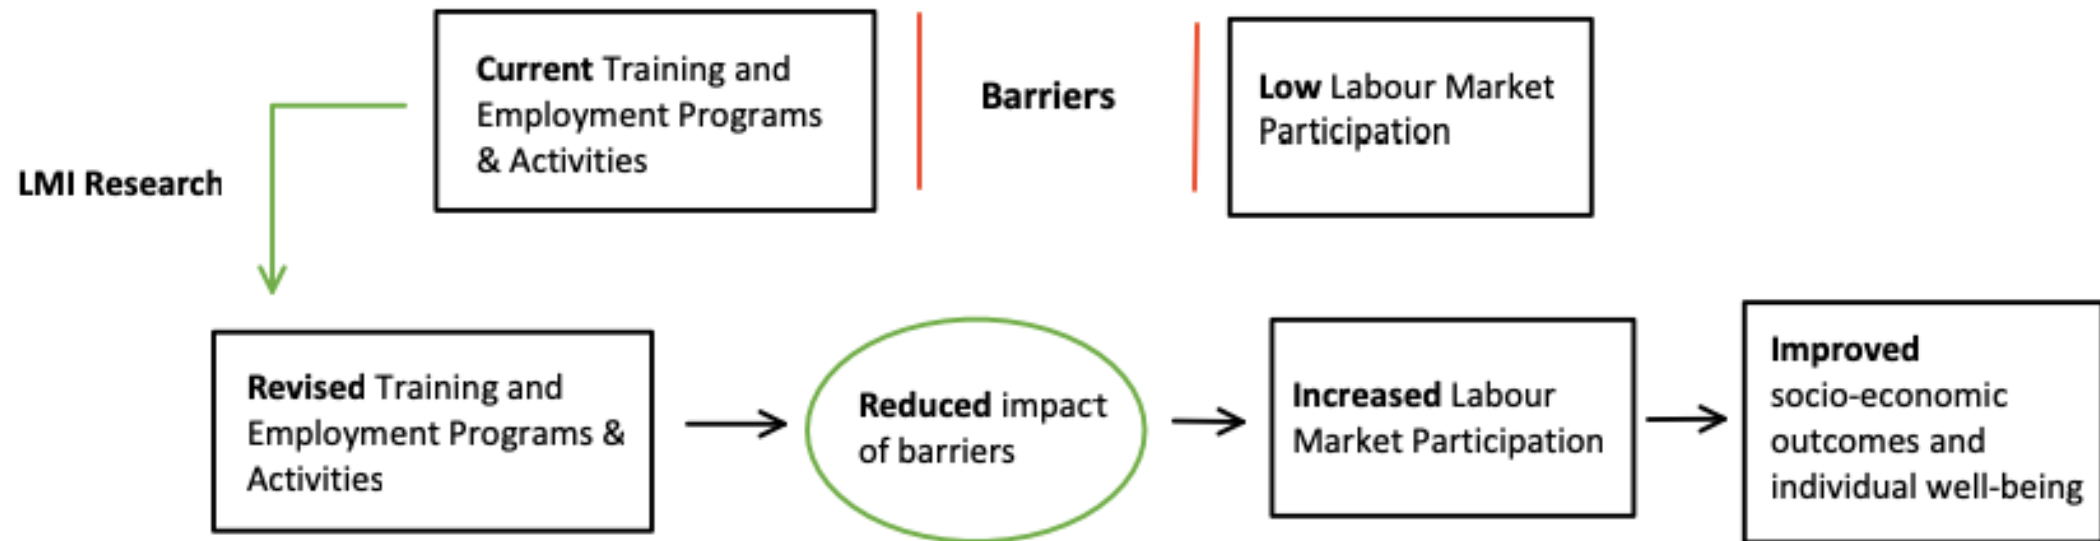 Current Training and
Employment Programs
& Activities
Barriers
Low Labour Market
Participation
LMI Research
Revised Training and
Employment Programs &
Activities
Reduced impact
of barriers
Increased Labour
Market Participation
Improved
socio-economic
outcomes and
individual well-being